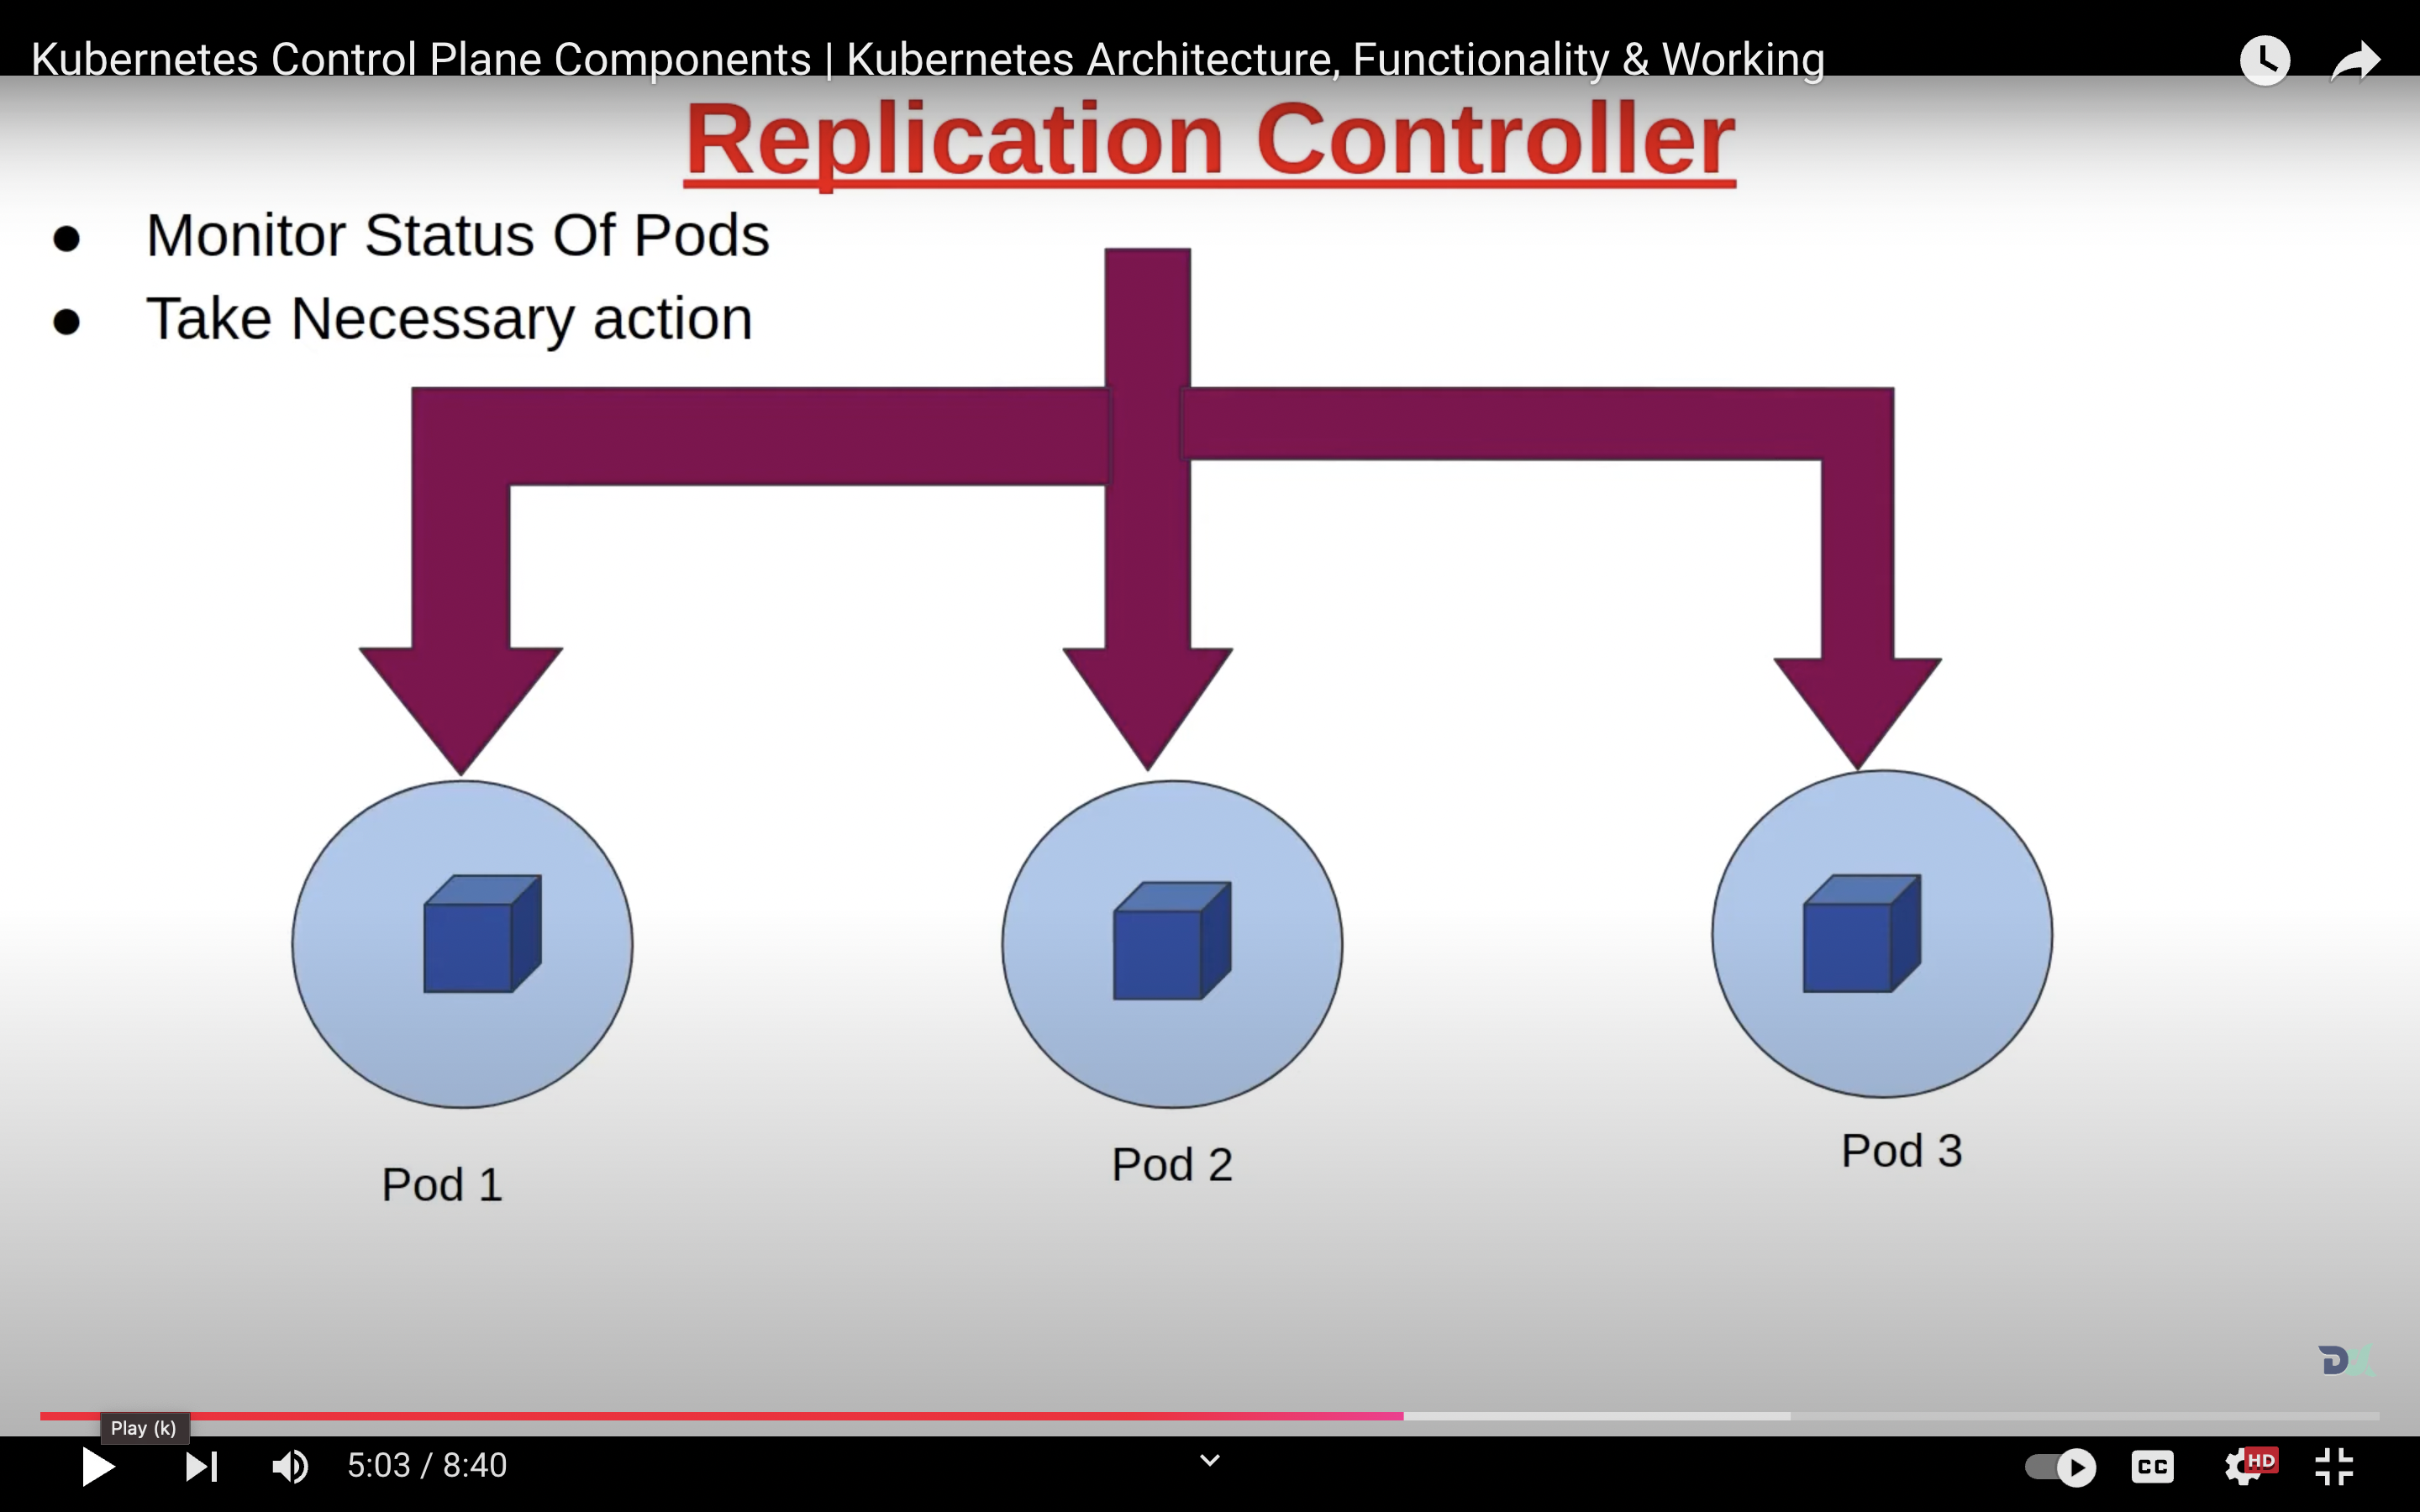 Kubernetes Control Plane Components | Kubernetes Architecture, Functionality & Working
Replication Controller
● Monitor Status Of Pods
● Take Necessary action
Pod 1
Pod 2
Pod 3
DX
Play (k)
5:03 / 8:40
CC
HD